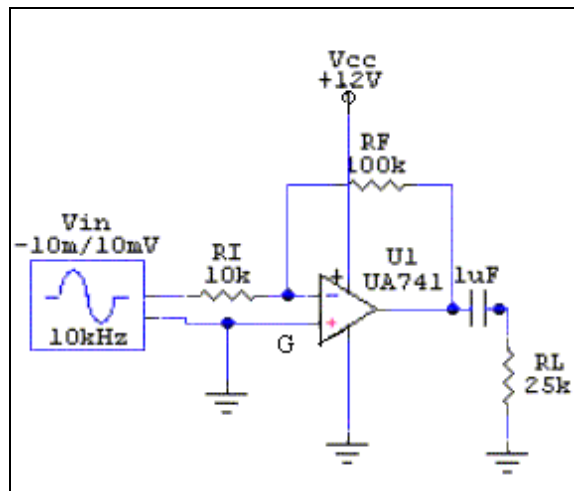 Vcc
+12V
RF
100k
Vin
-10m/10mV
RI
10k
U1
UA741
1uF
10kHz
G
RL
25k